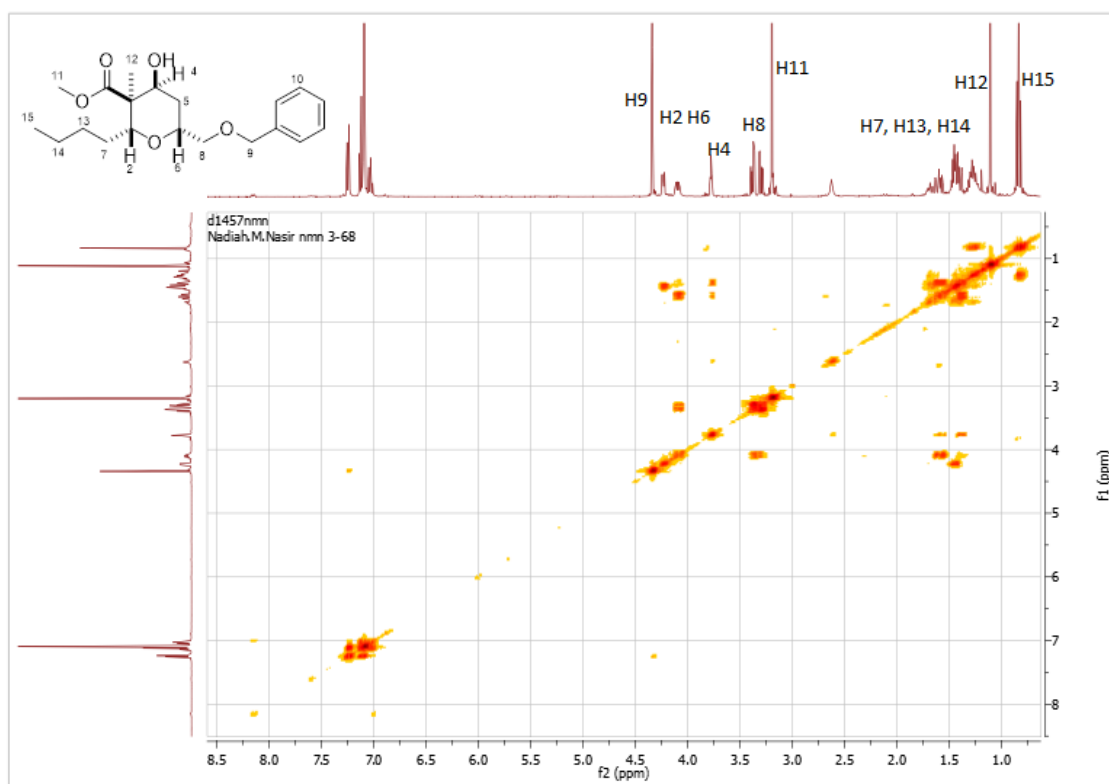 12
OH
O
11
O
H
4
10
5
15
13
O
14
7
O
H
H
8
9
2
6
H9
H2 H6
H4
H8
H11
H7, H13, H14
H12
H15
d1457nmn
Nadiah.M.Nasir nmn 3-68
1
2
3
4
5
6
7
8
f1 (ppm)
8.5 8.0 7.5 7.0 6.5 6.0 5.5 5.0 4.5 4.0 3.5 3.0 2.5 2.0 1.5 1.0
f2 (ppm)